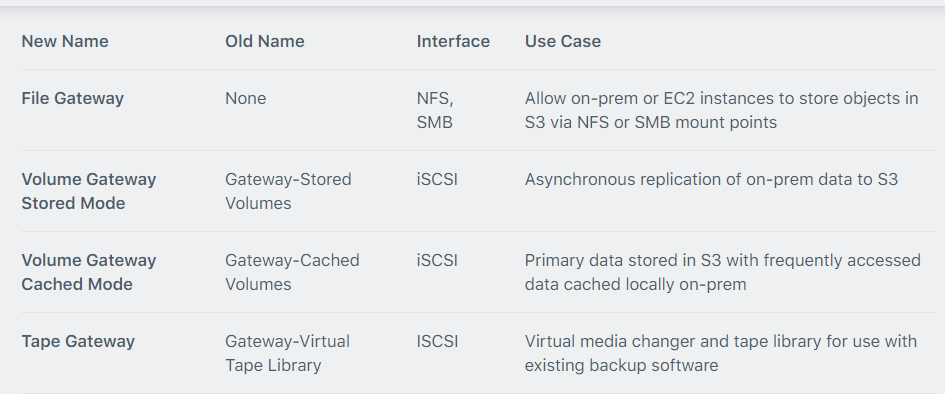 New Name Old Name Interface Use Case
File Gateway None NFS, Allow on-prem or EC2 instances to store objects in
SMB S3 via NFS or SMB mount points
Volume Gateway Gateway-Stored iSCSI Asynchronous replication of on-prem data to S3
Stored Mode Volumes
Volume Gateway Gateway-Cached iSCSI Primary data stored in S3 with frequently accessed
Cached Mode Volumes data cached locally on-prem
Tape Gateway Gateway-Virtual ISCSI Virtual media changer and tape library for use with
Tape Library existing backup software